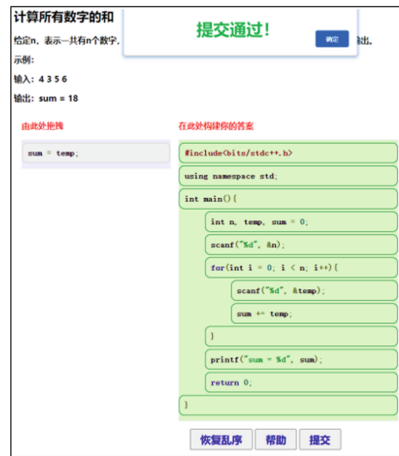 计算所有数字的和
提交通过！
确定
给定n，表示一共有n个数字，
出。
示例：
输入：4 3 5 6
输出：sum = 18
由此处拖拽
在此处构建你的答案
sum = temp;
#include<bits/stdc++.h>
using namespace std;
int main(){
int n, temp, sum = 0;
scanf("%d", &n);
for(int i = 0; i < n; i++){
scanf("%d", &temp);
sum += temp;
}
printf("sum = %d", sum);
return 0;
}
恢复乱序
帮助
提交